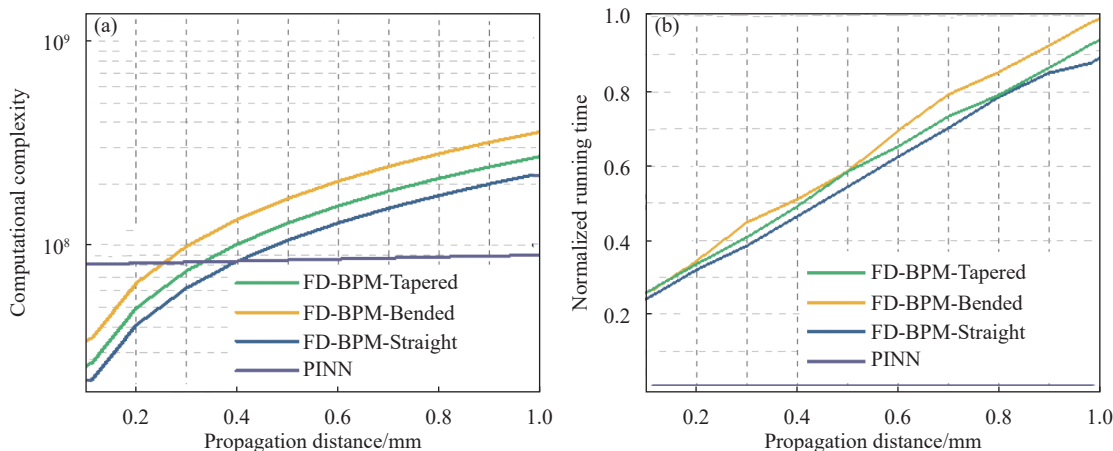 (a)
10⁹
10⁸
Computational complexity
FD-BPM-Tapered
FD-BPM-Bended
FD-BPM-Straight
PINN
0.2 0.4 0.6 0.8 1.0
Propagation distance/mm
(b)
1.0
0.8
0.6
0.4
0.2
Normalized running time
FD-BPM-Tapered
FD-BPM-Bended
FD-BPM-Straight
PINN
0.2 0.4 0.6 0.8 1.0
Propagation distance/mm